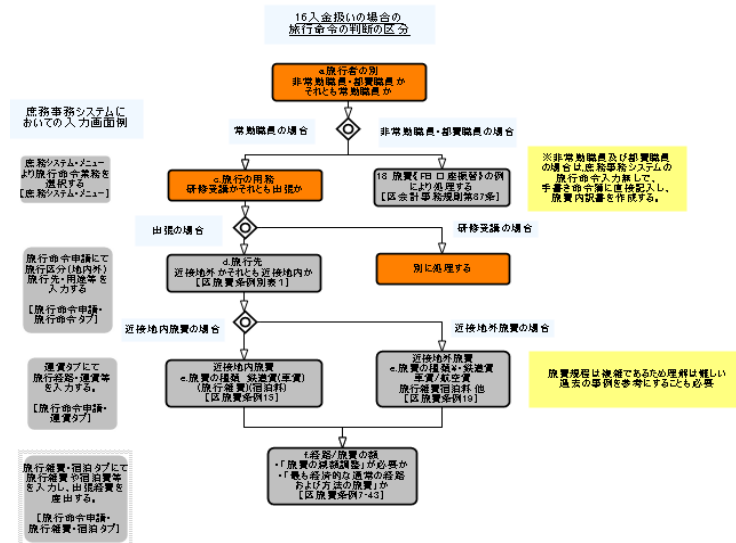 16入金扱いの場合の
旅行命令の判断の区分
a.旅行者の別
非常勤職員・都費職員か
それとも常勤職員か
庶務事務システムに
おいての入力画面例
常勤職員の場合
非常勤職員・都費職員の場合
庶務システム・メニュー
より旅行命令業務を
選択する
[庶務システム・メニュー]
c.旅行の用務
研修受講かそれとも出張か
18 旅費《FB口座振替》の例
により処理する
[区会計事務規則第87条]
※非常勤職員及び都費職員
の場合は、庶務事務システムの
旅行命令入力無しで、
手書き命令簿に直接記入し、
旅費内訳書を作成する。
出張の場合
研修受講の場合
旅行命令申請にて
旅行区分(地内外)
旅行先・用途等を
入力する
[旅行命令申請・
旅行命令タブ]
d.旅行先
近接地外かそれとも近接地内か
[区旅費条例別表1]
別に処理する
近接地内旅費の場合
近接地外旅費の場合
運賃タブにて
旅行経路・運賃等
を入力する。
[旅行命令申請・
運賃タブ]
近接地内旅費
e.旅費の種類 鉄道賃(車賃)
(旅行雑費)(宿泊料)
[区旅費条例15]
近接地外旅費
e.旅費の種類¥・鉄道賃
車賃/航空賃
旅行雑費宿泊料 他
[区旅費条例19]
旅費規程は複雑であるため理解は難しい
過去の事例を参考にすることも必要
旅行雑費・宿泊タブにて
旅行雑費や宿泊費等
を入力し、出張経費を
産出する。
[旅行命令申請・
旅行雑費・宿泊タブ]
f.経路/旅費の額
・「旅費の減額調整」が必要か
・「最も経済的な通常の経路
および方法の旅費」か
[区旅費条例7-43]